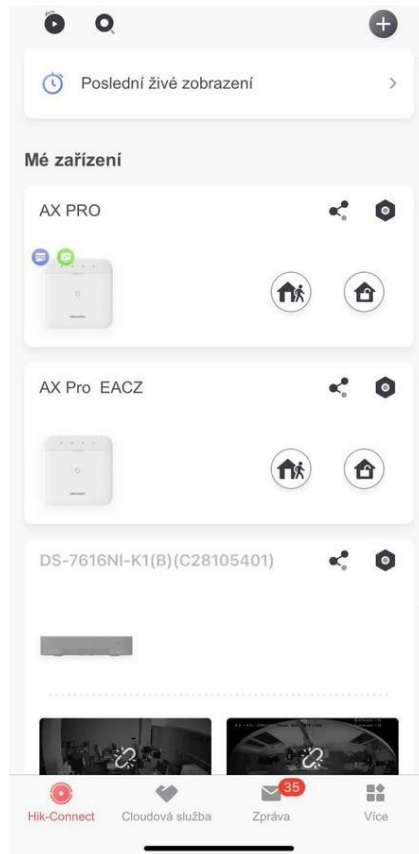 Poslední živé zobrazení
Mé zařízení
AX PRO
AX Pro EACZ
DS-7616NI-K1(B)(C28105401)
35
Hik-Connect
Cloudová služba
Zpráva
Více